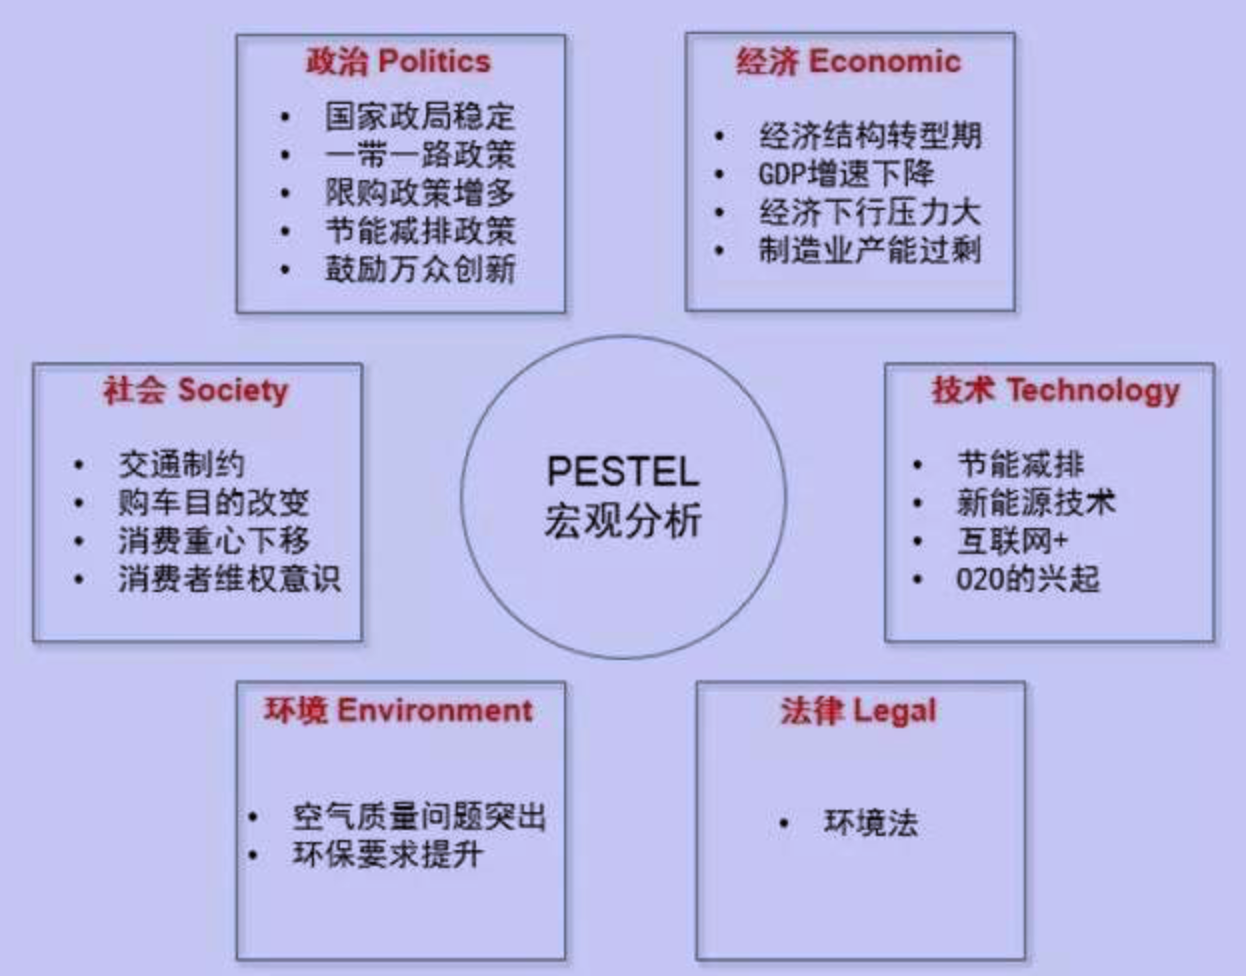 政治 Politics
• 国家政局稳定
• 一带一路政策
• 限购政策增多
• 节能减排政策
• 鼓励万众创新
经济 Economic
• 经济结构转型期
• GDP增速下降
• 经济下行压力大
• 制造业产能过剩
社会 Society
• 交通制约
• 购车目的改变
• 消费重心下移
• 消费者维权意识
PESTEL
宏观分析
技术 Technology
• 节能减排
• 新能源技术
• 互联网+
• O2O的兴起
环境 Environment
• 空气质量问题突出
• 环保要求提升
法律 Legal
• 环境法